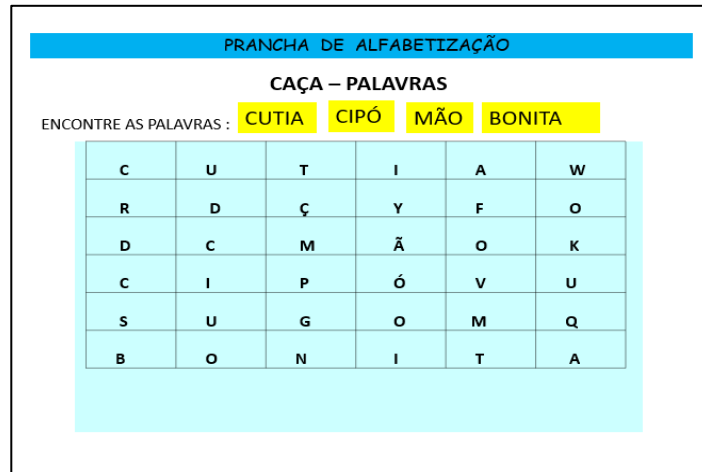 PRANCHA DE ALFABETIZAÇÃO
CAÇA – PALAVRAS
ENCONTRE AS PALAVRAS : CUTIA CIPÓ MÃO BONITA
C U T I A W
R D Ç Y F O
D C M Ã O K
C I P Ó V U
S U G O M Q
B O N I T A